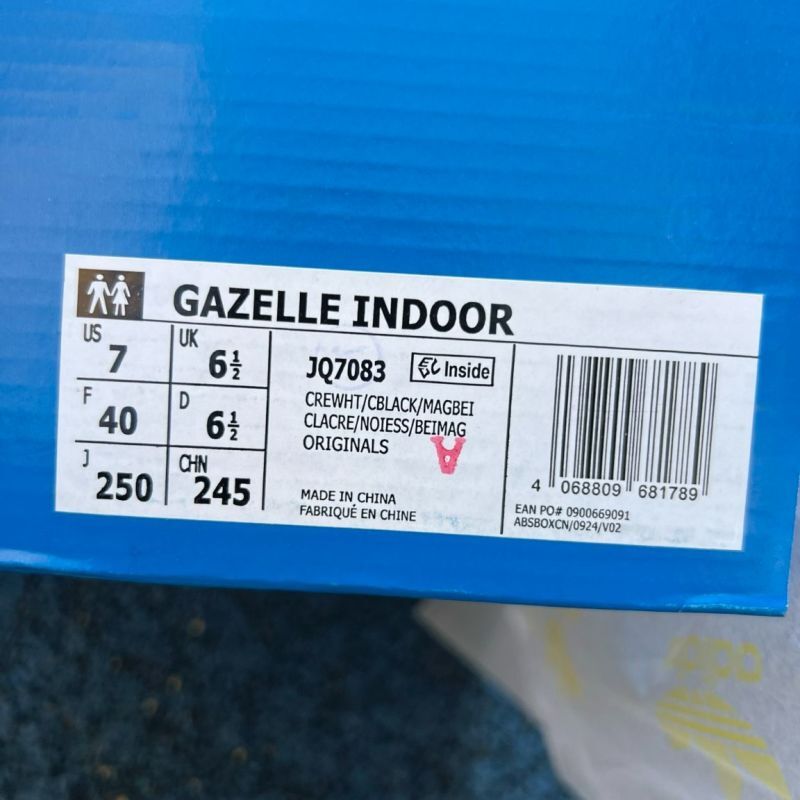 GAZELLE INDOOR
US 7 UK 6½
F 40 D 6½
J 250 CHN 245
JQ7083 Inside
CREWHT/CBLACK/MAGBEI
CLACRE/NOIESS/BEIMAG
ORIGINALS
A
MADE IN CHINA
FABRIQUÉ EN CHINE
4 068809 681789
EAN PO# 0900669091
ABSBOXCN/0924/V02